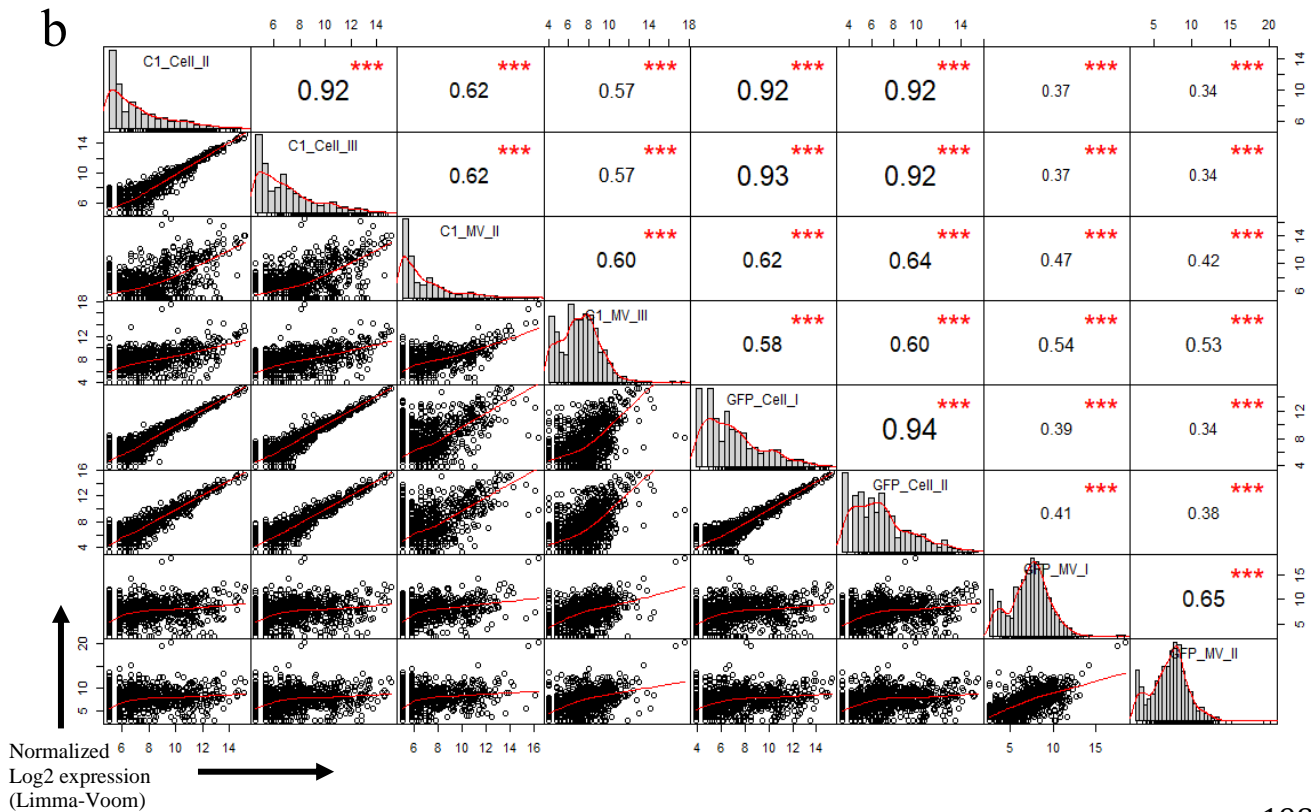 b
6 8 10 12 14
4 6 8 10 14 18
4 6 8 10 14
5 10 15 20
C1_Cell_II
*** 0.92
*** 0.62
*** 0.57
*** 0.92
*** 0.92
*** 0.37
*** 0.34
6 10 14
6 10 14
C1_Cell_III
*** 0.62
*** 0.57
*** 0.93
*** 0.92
*** 0.37
*** 0.34
C1_MV_II
*** 0.60
*** 0.62
*** 0.64
*** 0.47
*** 0.42
6 10 14
4 8 12 18
C1_MV_III
*** 0.58
*** 0.60
*** 0.54
*** 0.53
GFP_Cell_I
*** 0.94
*** 0.39
*** 0.34
4 8 12
4 8 12 16
GFP_Cell_II
*** 0.41
*** 0.38
GFP_MV_I
*** 0.65
5 10 15
5 10 20
GFP_MV_II
6 8 10 12 14
6 8 10 12 14 16
4 6 8 10 12 14
5 10 15
Normalized
Log2 expression
(Limma-Voom)